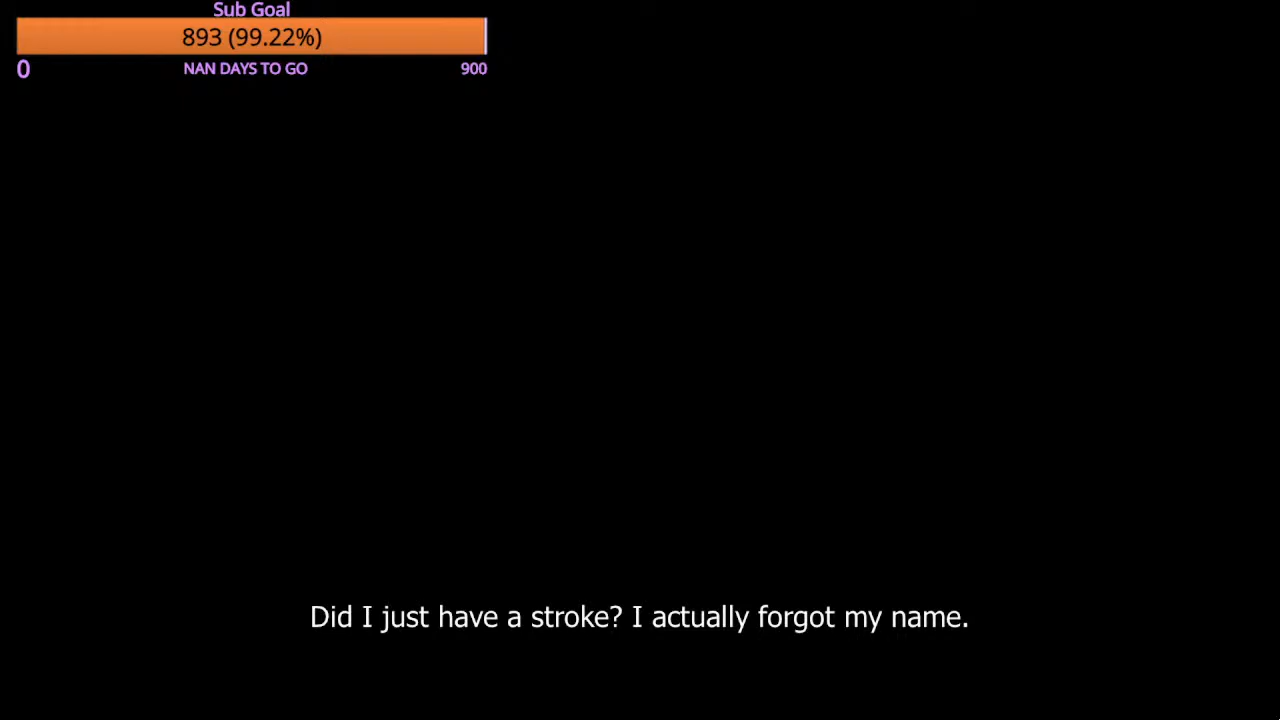 Sub Goal
893 (99.22%)
0 NAN DAYS TO GO 900
Did I just have a stroke? I actually forgot my name.